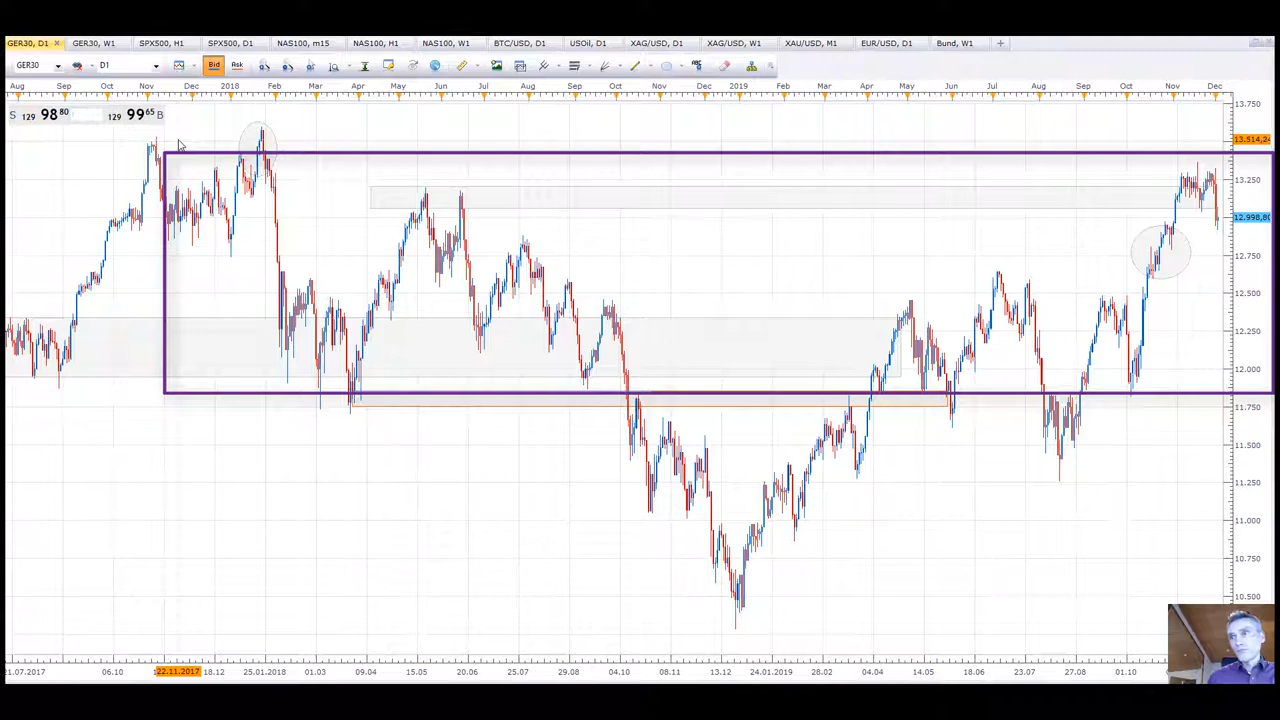 GER30, D1 × GER30, W1 SPX500, H1 SPX500, D1 NAS100, m15 NAS100, H1 NAS100, W1 BTC/USD, D1 USOil, D1 XAG/USD, D1 XAG/USD, W1 XAU/USD, M1 EUR/USD, D1 Bund, W1 +
GER30 D1 Bid Ask ABC
Aug Sep Oct Nov Dec 2018 Feb Mar Apr May Jun Jul Aug Sep Oct Nov Dec 2019 Feb Mar Apr May Jun Jul Aug Sep Oct Nov Dec
S 129 98 80 129 99 65 B
13.750
13.514,24
13.250
12.998,80
12.750
12.500
12.250
12.000
11.750
11.500
11.250
11.000
10.750
10.500
21.07.2017 06.10 22.11.2017 18.12 25.01.2018 01.03 09.04 15.05 20.06 25.07 29.08 04.10 08.11 13.12 24.01.2019 28.02 04.04 14.05 19.06 23.07 27.08 01.10